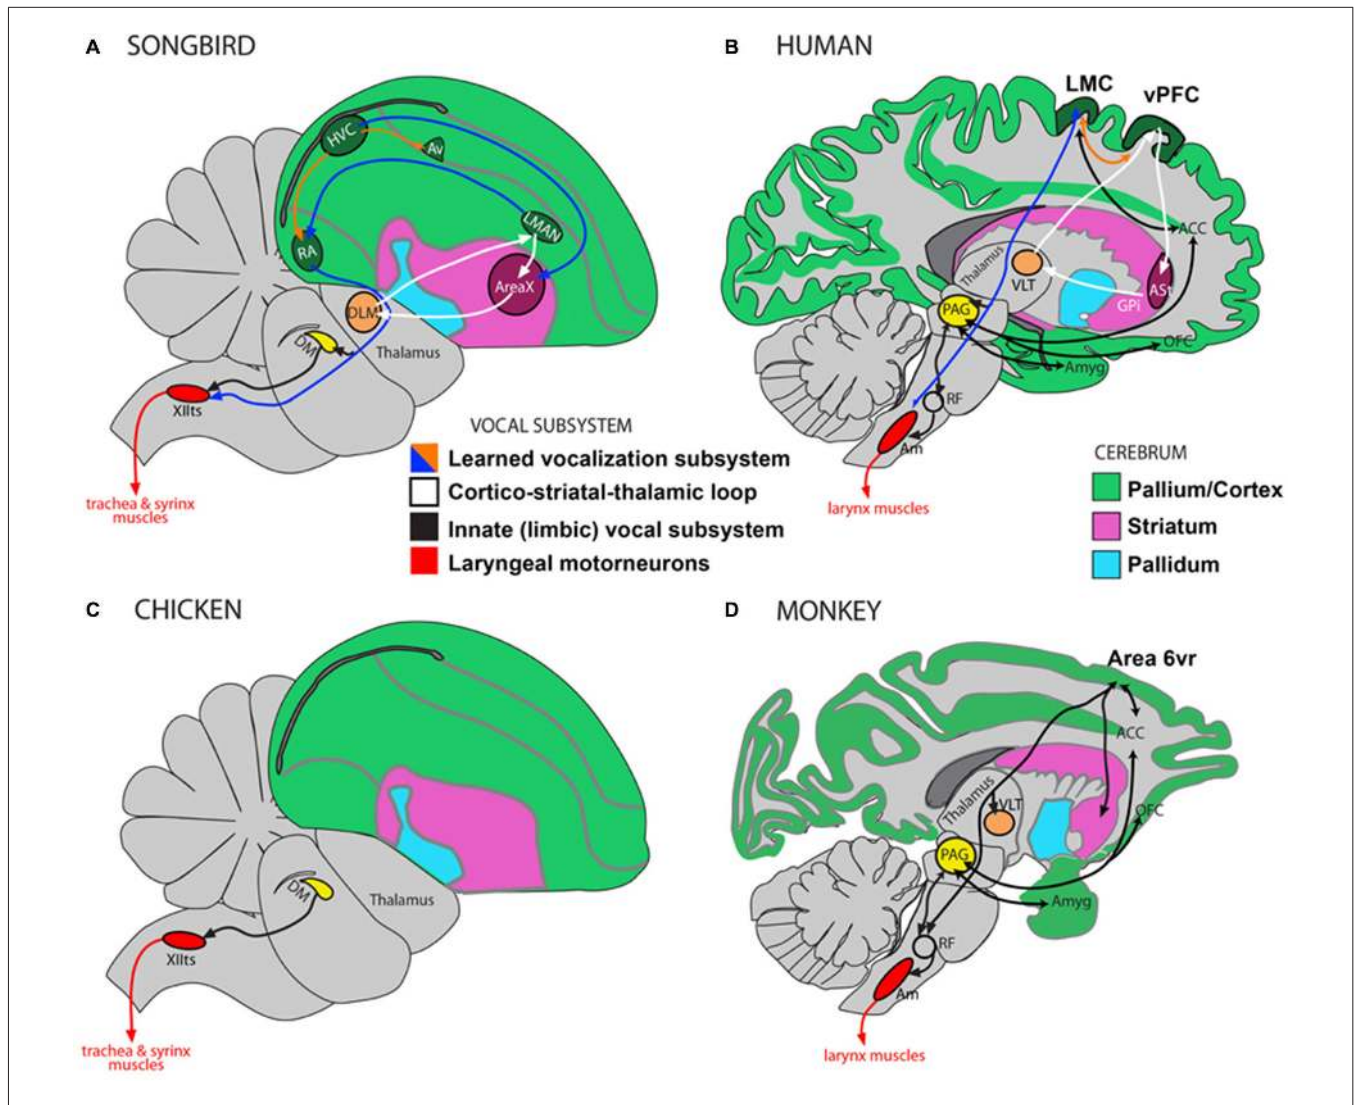 A SONGBIRD
HVC
Av
LMAN
RA
AreaX
DLM
DM
Thalamus
XIIts
trachea & syrinx
muscles
B HUMAN
LMC
vPFC
ACC
Thalamus
VLT
ASt
GPi
PAG
OFC
Amyg
RF
Am
larynx muscles
VOCAL SUBSYSTEM
Learned vocalization subsystem
Cortico-striatal-thalamic loop
Innate (limbic) vocal subsystem
Laryngeal motorneurons
CEREBRUM
Pallium/Cortex
Striatum
Pallidum
C CHICKEN
DM
Thalamus
XIIts
trachea & syrinx
muscles
D MONKEY
Area 6vr
ACC
Thalamus
VLT
OFC
PAG
Amyg
RF
Am
larynx muscles